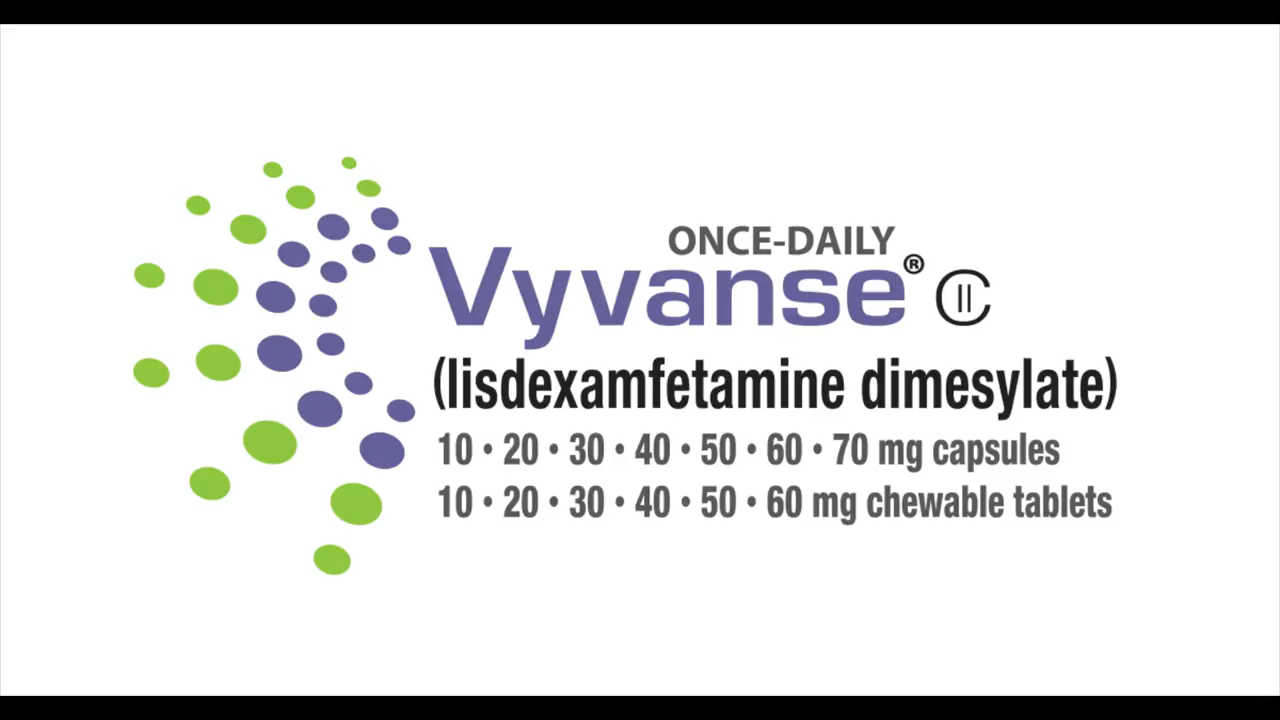 ONCE-DAILY
Vyvanse® CII
(lisdexamfetamine dimesylate)
10 • 20 • 30 • 40 • 50 • 60 • 70 mg capsules
10 • 20 • 30 • 40 • 50 • 60 mg chewable tablets